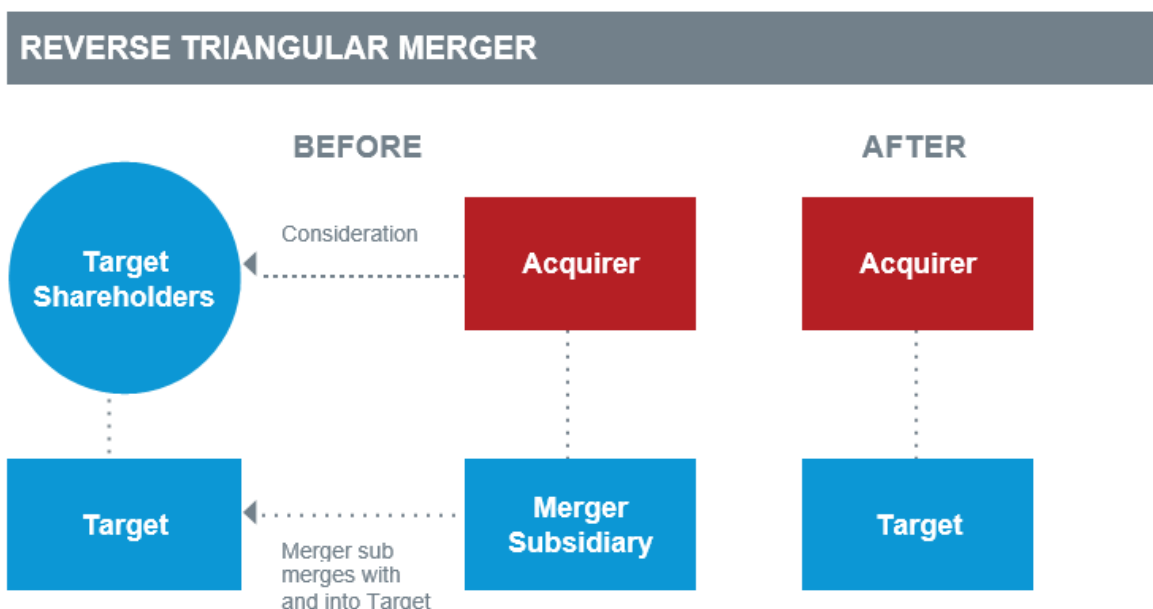 REVERSE TRIANGULAR MERGER
BEFORE
AFTER
Target
Shareholders
Consideration
Acquirer
Acquirer
Target
Merger sub
merges with
and into Target
Merger
Subsidiary
Target